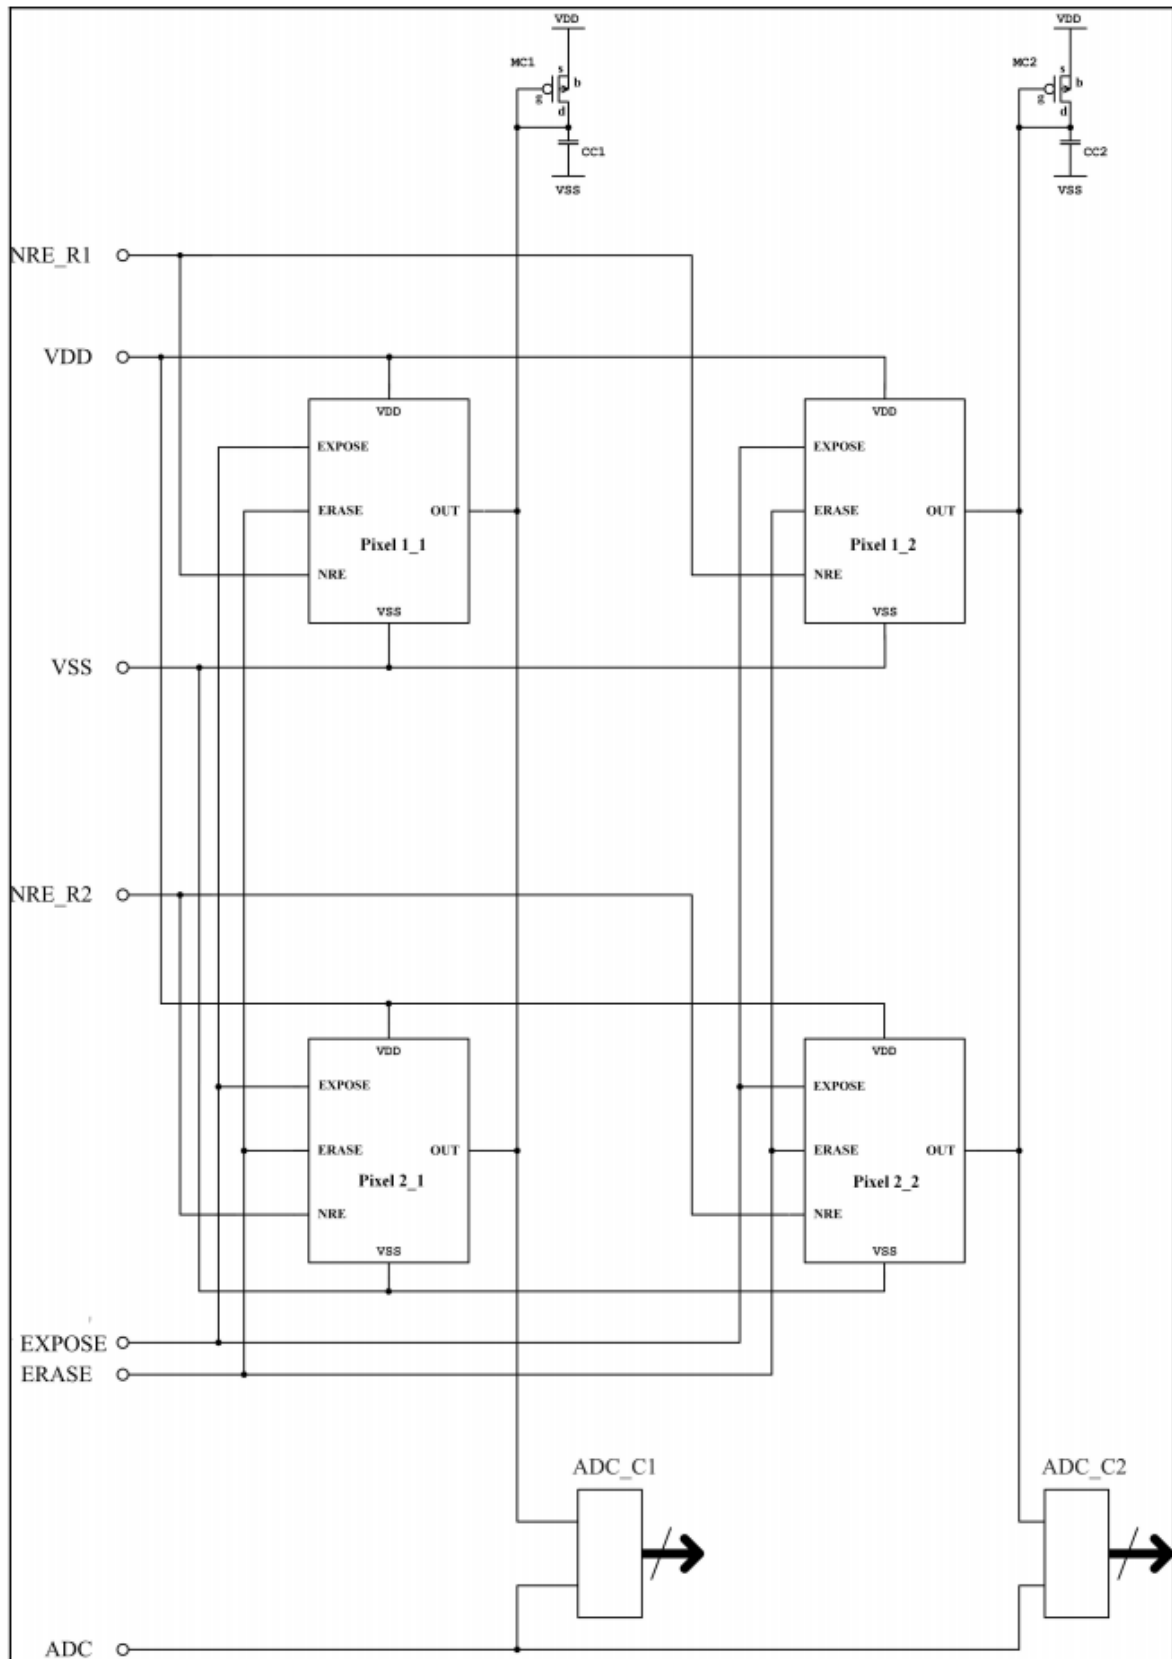 VDD
VDD
MC1
s
b
d
MC2
s
b
d
CC1
CC2
VSS
VSS
NRE_R1
VDD
VDD
VDD
EXPOSE
EXPOSE
ERASE
OUT
ERASE
OUT
Pixel 1_1
Pixel 1_2
NRE
NRE
VSS
VSS
VSS
NRE_R2
VDD
VDD
EXPOSE
EXPOSE
ERASE
OUT
ERASE
OUT
Pixel 2_1
Pixel 2_2
NRE
NRE
VSS
VSS
EXPOSE
ERASE
ADC_C1
ADC_C2
ADC